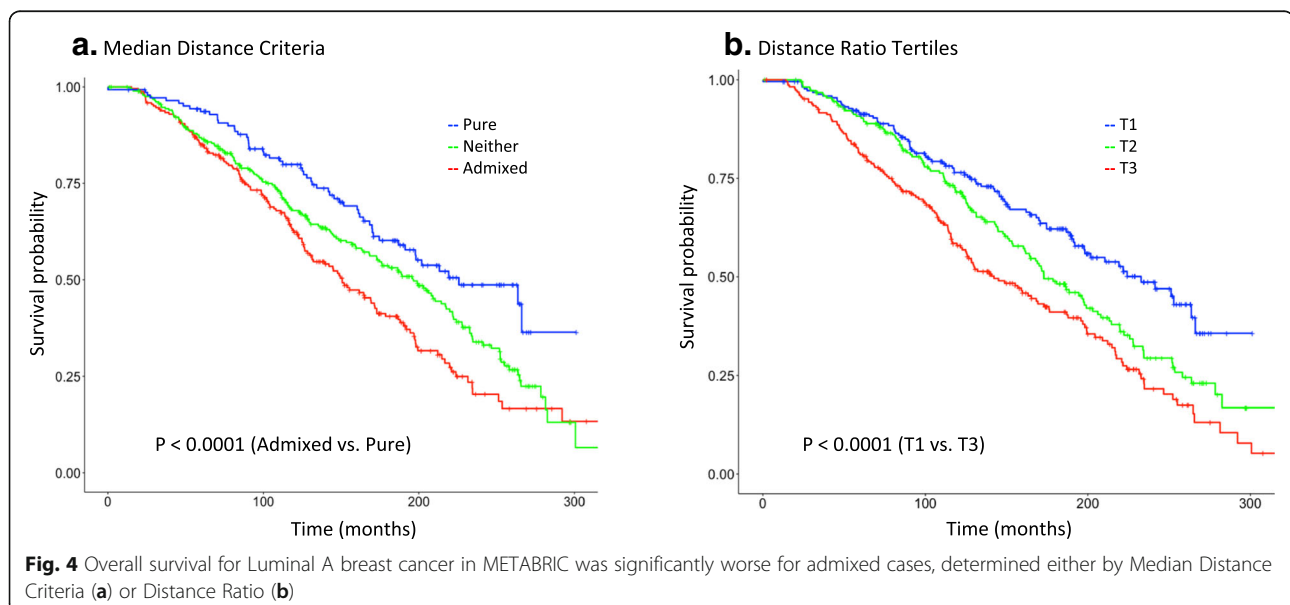 a. Median Distance Criteria
1.00
0.75
0.50
0.25
0.00
Survival probability
Pure
Neither
Admixed
P < 0.0001 (Admixed vs. Pure)
0 100 200 300
Time (months)
b. Distance Ratio Tertiles
1.00
0.75
0.50
0.25
0.00
Survival probability
T1
T2
T3
P < 0.0001 (T1 vs. T3)
0 100 200 300
Time (months)
Fig. 4 Overall survival for Luminal A breast cancer in METABRIC was significantly worse for admixed cases, determined either by Median Distance
Criteria (a) or Distance Ratio (b)